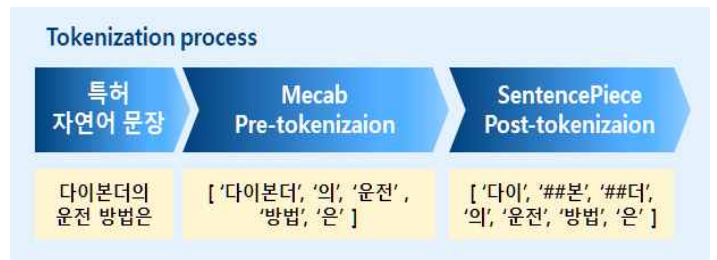 Tokenization process
특허
자연어 문장
Mecab
Pre-tokenizaion
SentencePiece
Post-tokenizaion
다이본더의
운전 방법은
[ ‘다이본더’, ‘의’, ‘운전’ ,
‘방법’, ‘은’ ]
[ ‘다이’, ‘##본’, ‘##더’,
‘의’, ‘운전’, ‘방법’, ‘은’ ]